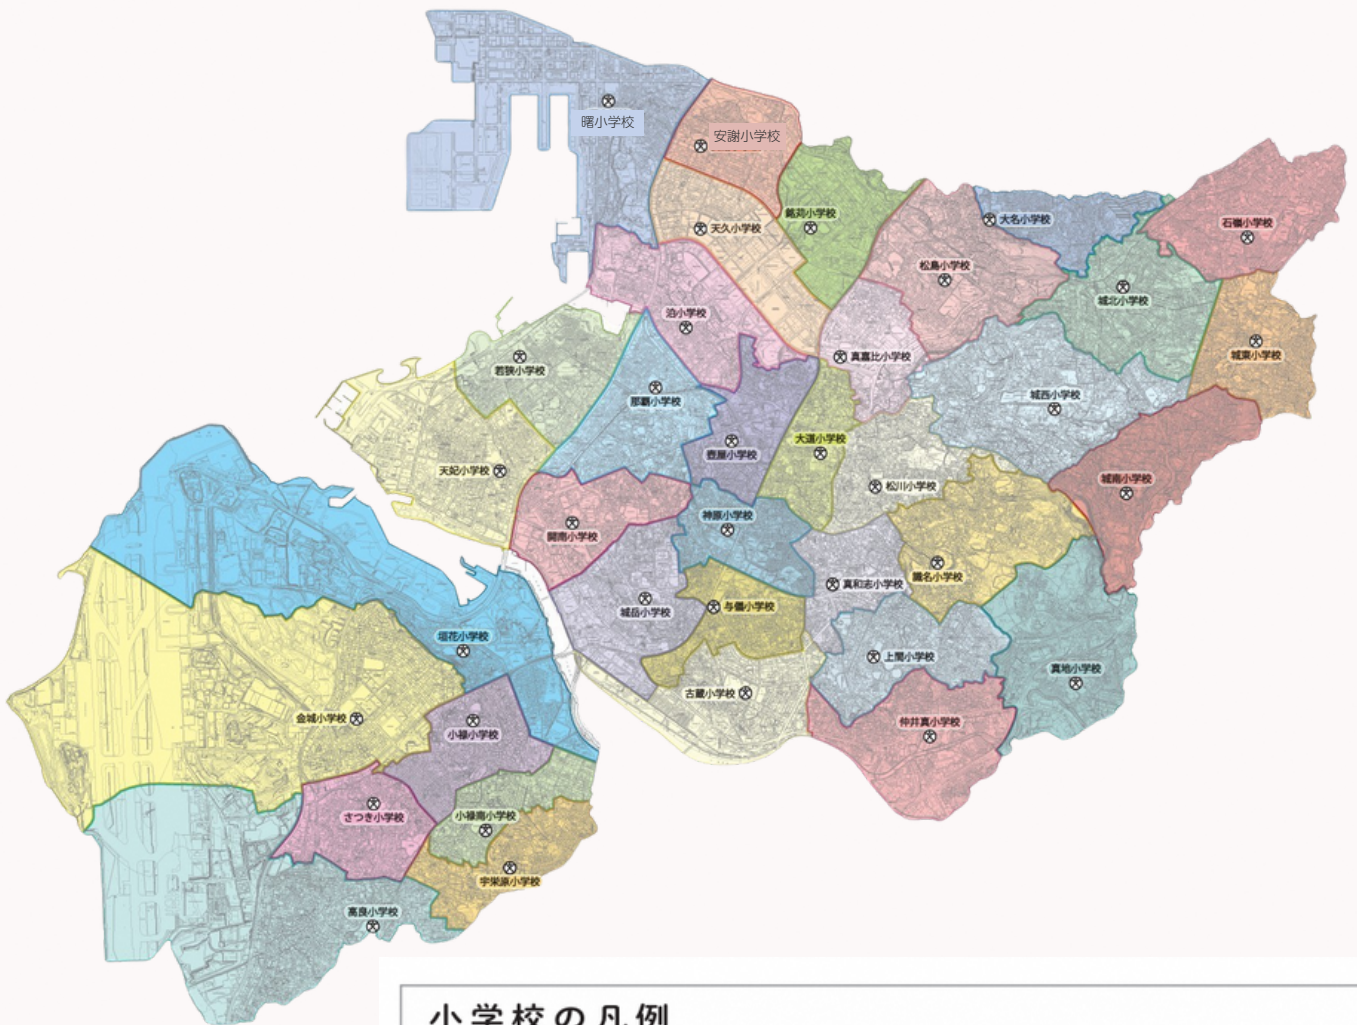 曙小学校
安謝小学校
銘苅小学校
天久小学校
大名小学校
石嶺小学校
松島小学校
城北小学校
泊小学校
真嘉比小学校
城東小学校
若狭小学校
那覇小学校
城西小学校
大道小学校
壺屋小学校
天妃小学校
松川小学校
城南小学校
神原小学校
開南小学校
識名小学校
真和志小学校
与儀小学校
城岳小学校
垣花小学校
上間小学校
真地小学校
古蔵小学校
金城小学校
仲井真小学校
小禄小学校
さつき小学校
小禄南小学校
宇栄原小学校
高良小学校
小学校の凡例